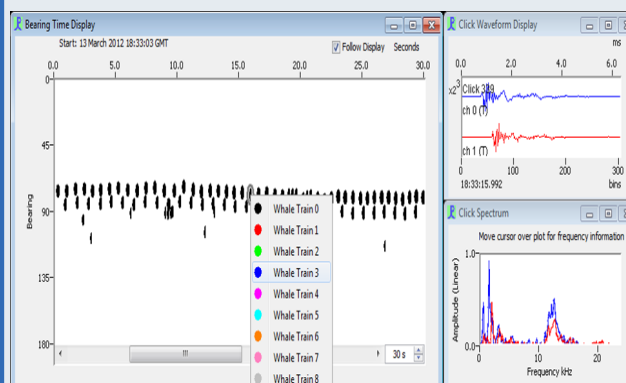 Bearing Time Display
Start: 13 March 2012 18:33:03 GMT
Follow Display Seconds
0.0 5.0 10.0 15.0 20.0 25.0 30.0
0
45
90
135
180
Bearing
Whale Train 0
Whale Train 1
Whale Train 2
Whale Train 3
Whale Train 4
Whale Train 5
Whale Train 6
Whale Train 7
Whale Train 8
30 s
Click Waveform Display
ms
0.0 2.0 4.0 6.0
x2³
Click
ch 0 (T)
ch 1 (T)
0 100 200 300
18:33:15.992 bins
Click Spectrum
Move cursor over plot for frequency information
1.0
0.0
Amplitude (Linear)
0 10 20
Frequency kHz